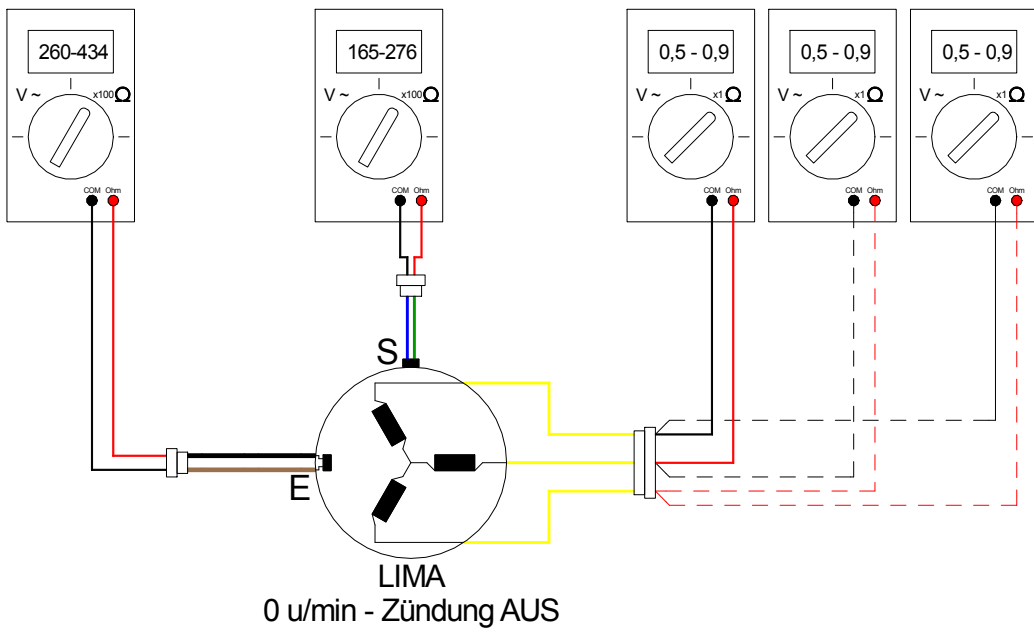 260-434
V ~ x100 Ω
COM Ohm
165-276
V ~ x100 Ω
COM Ohm
0,5 - 0,9
V ~ x1 Ω
COM Ohm
0,5 - 0,9
V ~ x1 Ω
COM Ohm
0,5 - 0,9
V ~ x1 Ω
COM Ohm
S
E
LIMA
0 u/min - Zündung AUS